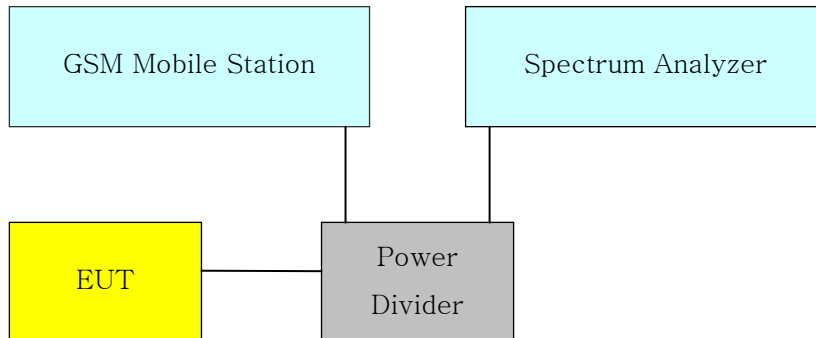 GSM Mobile Station
Spectrum Analyzer
EUT
Power
Divider